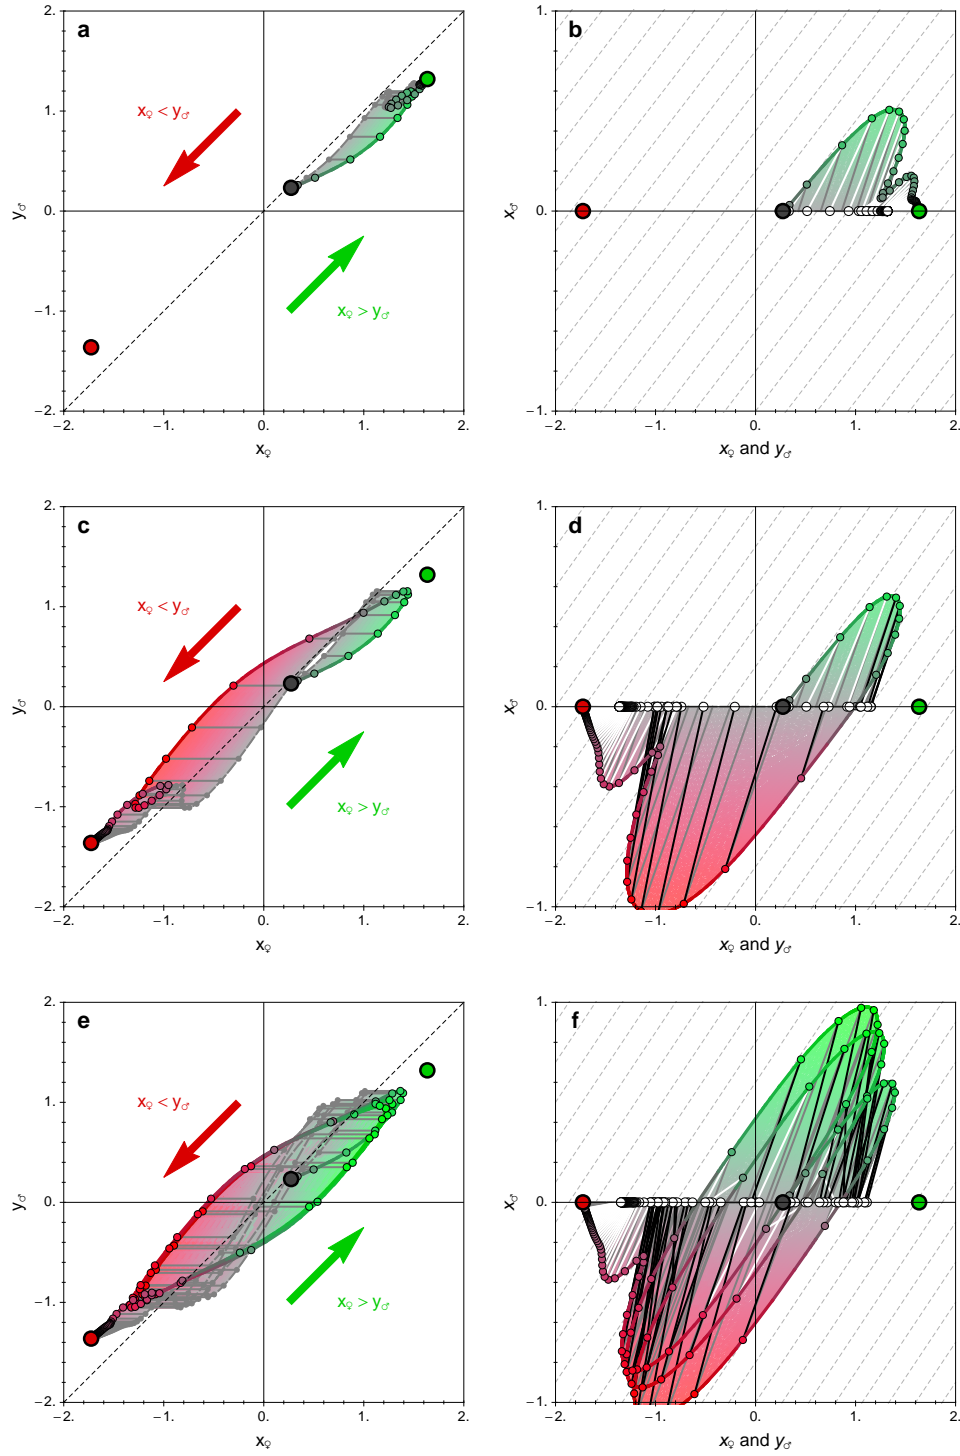 a
2.
1.
0.
−1.
−2.
y♂
x♀ < y♂
x♀ > y♂
−2. −1. 0. 1. 2.
x♀
b
1.
0.
−1.
x♂
−2. −1. 0. 1. 2.
x♀ and y♂
c
2.
1.
0.
−1.
−2.
y♂
x♀ < y♂
x♀ > y♂
−2. −1. 0. 1. 2.
x♀
d
1.
0.
−1.
x♂
−2. −1. 0. 1. 2.
x♀ and y♂
e
2.
1.
0.
−1.
−2.
y♂
x♀ < y♂
x♀ > y♂
−2. −1. 0. 1. 2.
x♀
f
1.
0.
−1.
x♂
−2. −1. 0. 1. 2.
x♀ and y♂